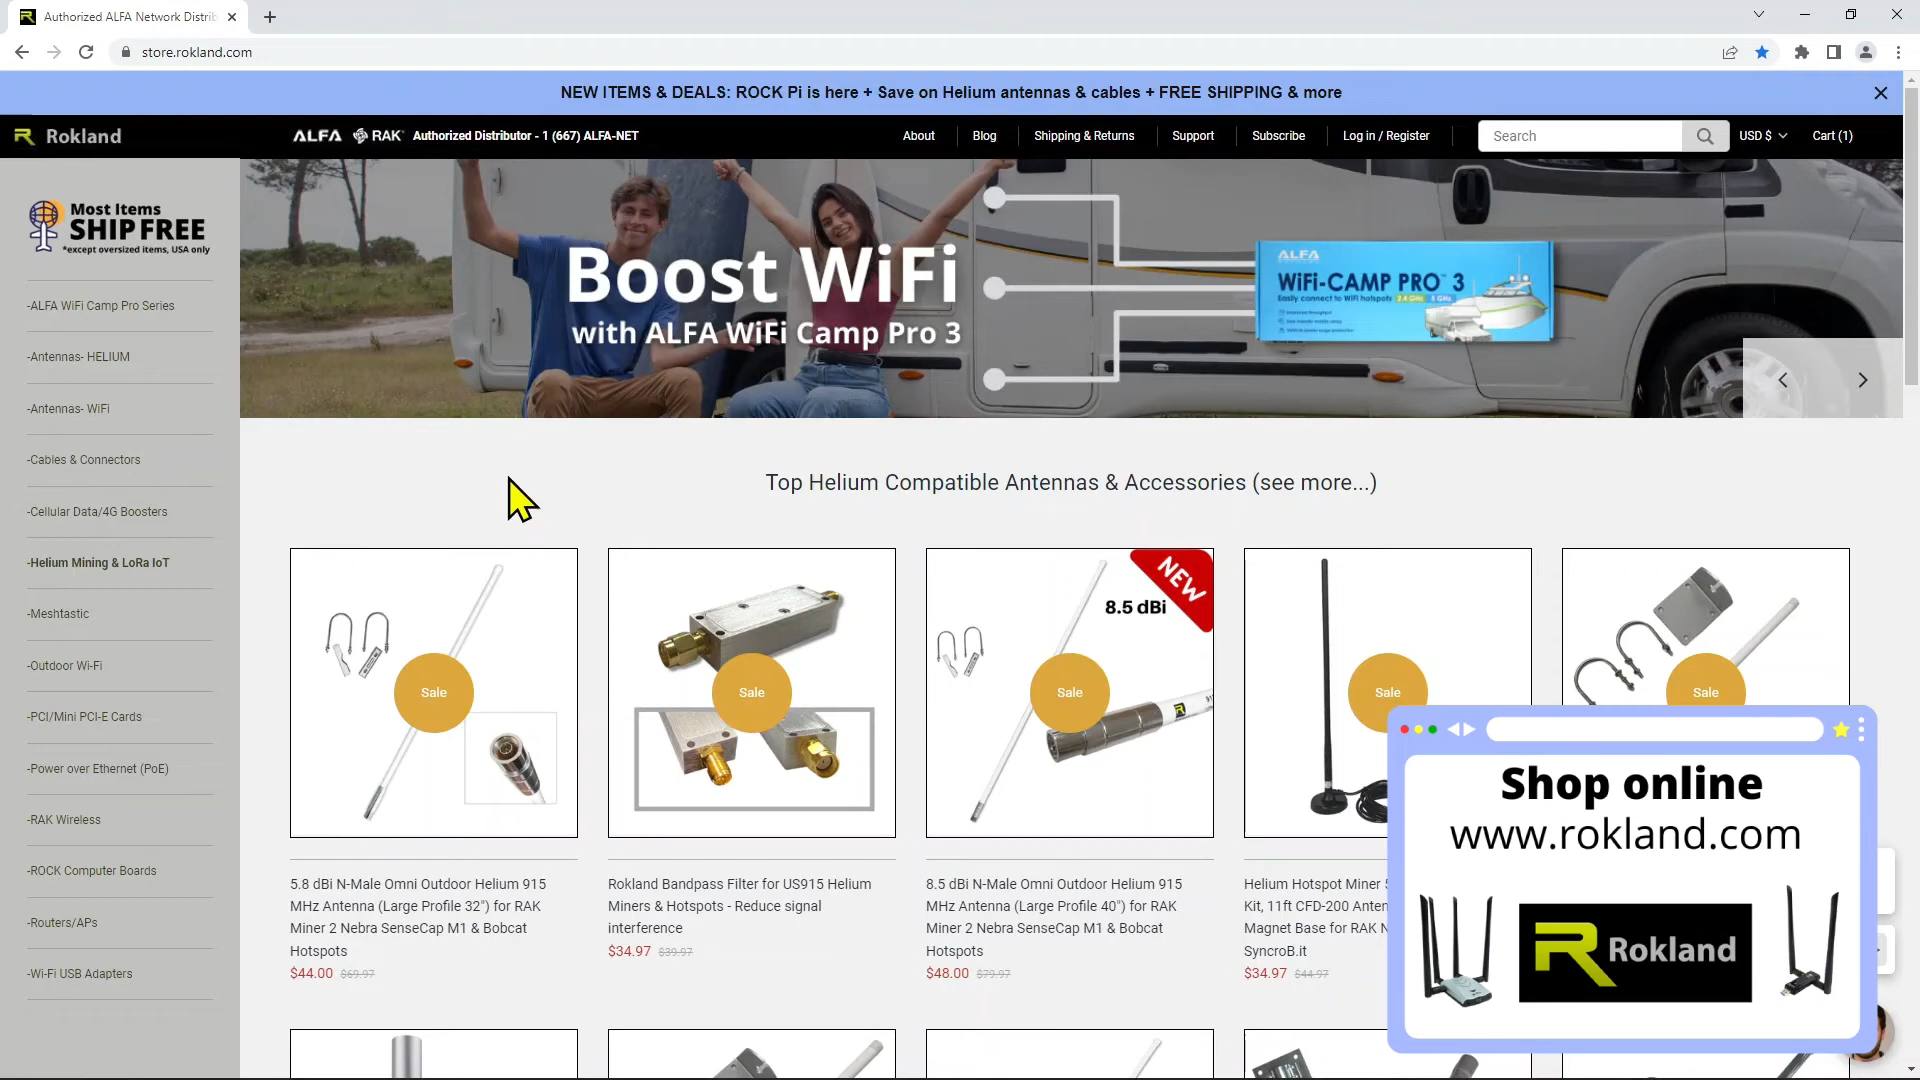 Authorized ALFA Network Distrib
store.rokland.com
NEW ITEMS & DEALS: ROCK Pi is here + Save on Helium antennas & cables + FREE SHIPPING & more
Rokland
ALFA RAK Authorized Distributor - 1 (667) ALFA-NET
About
Blog
Shipping & Returns
Support
Subscribe
Log in / Register
Search
USD $
Cart (1)
Most Items
SHIP FREE
*except oversized items, USA only
-ALFA WiFi Camp Pro Series
-Antennas- HELIUM
-Antennas- WiFi
-Cables & Connectors
-Cellular Data/4G Boosters
-Helium Mining & LoRa IoT
-Meshtastic
-Outdoor Wi-Fi
-PCI/Mini PCI-E Cards
-Power over Ethernet (PoE)
-RAK Wireless
-ROCK Computer Boards
-Routers/APs
-Wi-Fi USB Adapters
Boost WiFi
with ALFA WiFi Camp Pro 3
ALFA
WiFi-CAMP PRO™ 3
Easily connect to WiFi hotspots 2.4 GHz 5 GHz
Top Helium Compatible Antennas & Accessories (see more...)
Sale
5.8 dBi N-Male Omni Outdoor Helium 915
MHz Antenna (Large Profile 32") for RAK
Miner 2 Nebra SenseCap M1 & Bobcat
Hotspots
$44.00 $69.97
Sale
Rokland Bandpass Filter for US915 Helium
Miners & Hotspots - Reduce signal
interference
$34.97 $39.97
NEW
8.5 dBi
Sale
8.5 dBi N-Male Omni Outdoor Helium 915
MHz Antenna (Large Profile 40") for RAK
Miner 2 Nebra SenseCap M1 & Bobcat
Hotspots
$48.00 $79.97
Sale
Helium Hotspot Miner
Kit, 11ft CFD-200 Anten
Magnet Base for RAK
SyncroB.it
$34.97 $44.97
Sale
Shop online
www.rokland.com
Rokland